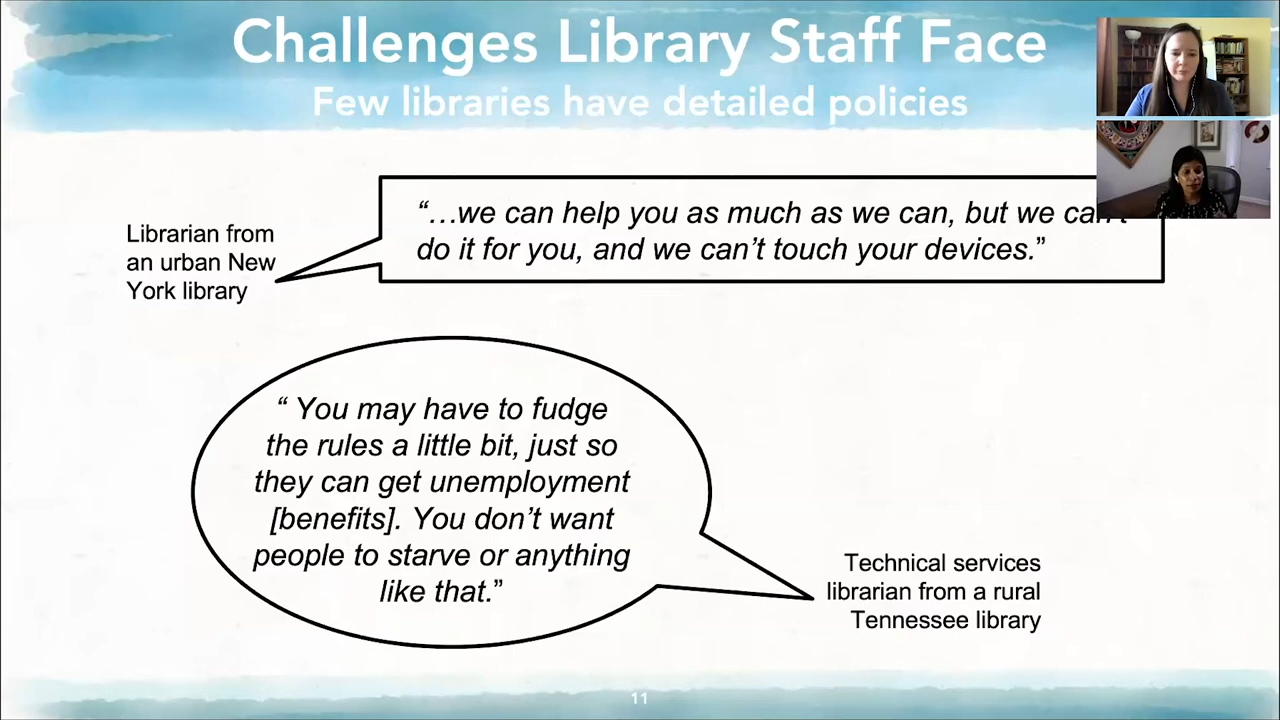 Challenges Library Staff Face
Few libraries have detailed policies
Librarian from
an urban New
York library
“…we can help you as much as we can, but we can't
do it for you, and we can’t touch your devices.”
“ You may have to fudge
the rules a little bit, just so
they can get unemployment
[benefits]. You don’t want
people to starve or anything
like that.”
Technical services
librarian from a rural
Tennessee library
11